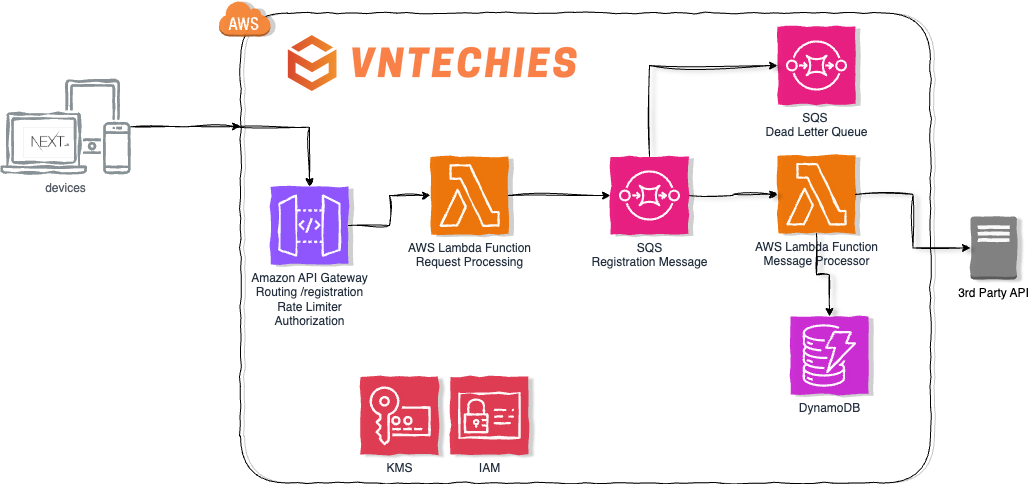 AWS
VNTECHIES
SQS
Dead Letter Queue
NEXT.
devices
AWS Lambda Function
Request Processing
SQS
Registration Message
AWS Lambda Function
Message Processor
Amazon API Gateway
Routing /registration
Rate Limiter
Authorization
3rd Party API
DynamoDB
KMS
IAM